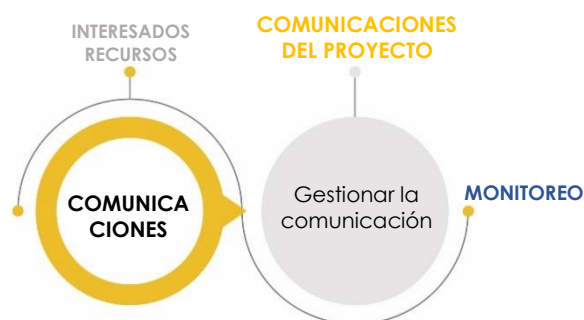 INTERESADOS
RECURSOS
COMUNICACIONES
DEL PROYECTO
COMUNICA
CIONES
Gestionar la
comunicación
MONITOREO